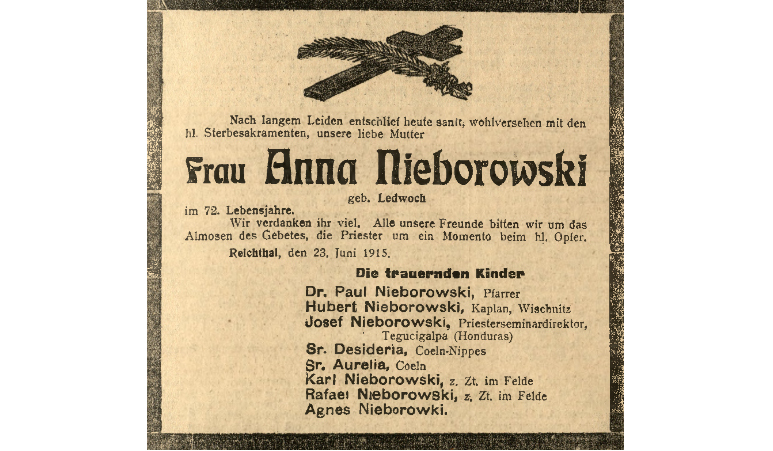 Nach langem Leiden entschlief heute sanft, wohlversehen mit den
hl. Sterbesakramenten, unsere liebe Mutter
Frau Anna Nieborowski
geb. Ledwoch
im 72. Lebensjahre.
Wir verdanken ihr viel. Alle unsere Freunde bitten wir um das
Almosen des Gebetes, die Priester um ein Momento beim hl. Opfer.
Reichthal, den 23. Juni 1915.
Die trauernden Kinder
Dr. Paul Nieborowski, Pfarrer
Hubert Nieborowski, Kaplan, Wischnitz
Josef Nieborowski, Priesterseminardirektor,
Tegucigalpa (Honduras)
Sr. Desideria, Coeln-Nippes
Sr. Aurelia, Coeln
Karl Nieborowski, z. Zt. im Felde
Rafael Nieborowski, z. Zt. im Felde
Agnes Nieborowki.